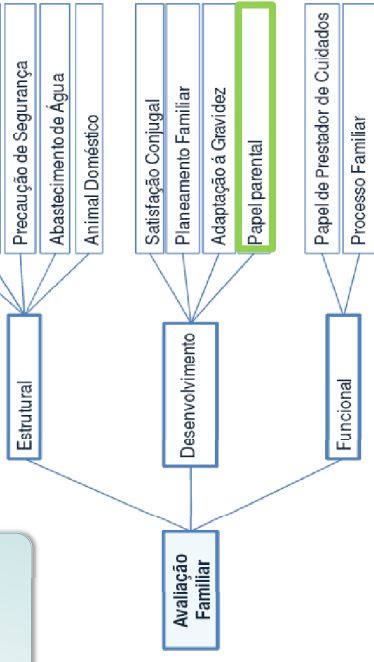 Avaliação
Familiar
Estrutural
Precaução de Segurança
Abastecimento de Água
Animal Doméstico
Desenvolvimento
Satisfação Conjugal
Planeamento Familiar
Adaptação á Gravidez
Papel parental
Funcional
Papel de Prestador de Cuidados
Processo Familiar